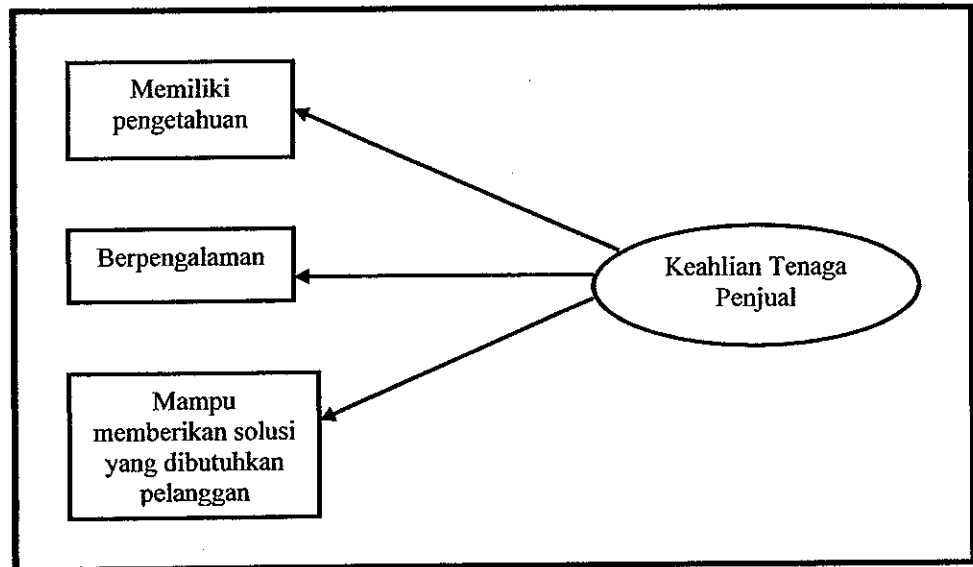 Memiliki
pengetahuan
Berpengalaman
Mampu
memberikan solusi
yang dibutuhkan
pelanggan
Keahlian Tenaga
Penjual